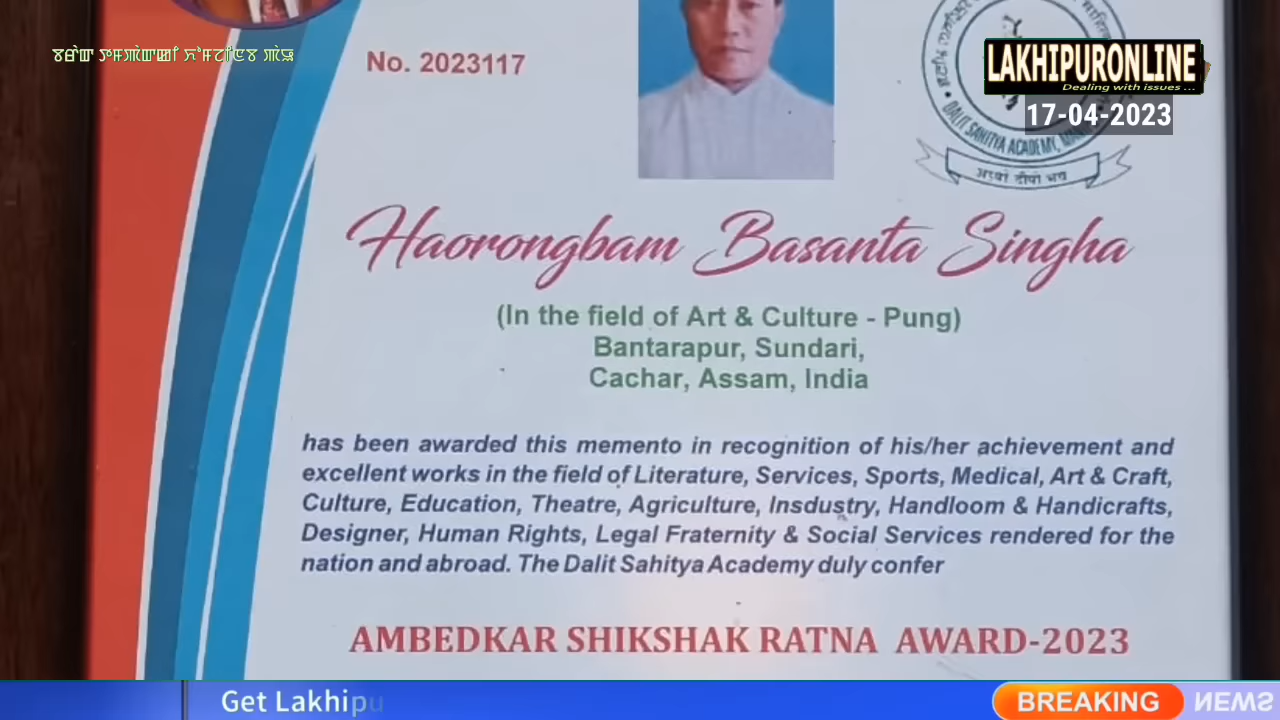 No. 2023117
LAKHIPURONLINE
Dealing with issues ...
17-04-2023
DALIT SAHITYA ACADEMY,
Haorongbam Basanta Singha
(In the field of Art & Culture - Pung)
Bantarapur, Sundari,
Cachar, Assam, India
has been awarded this memento in recognition of his/her achievement and
excellent works in the field of Literature, Services, Sports, Medical, Art & Craft,
Culture, Education, Theatre, Agriculture, Insdustry, Handloom & Handicrafts,
Designer, Human Rights, Legal Fraternity & Social Services rendered for the
nation and abroad. The Dalit Sahitya Academy duly confer
AMBEDKAR SHIKSHAK RATNA AWARD-2023
Get Lakhipu
BREAKING NEWS